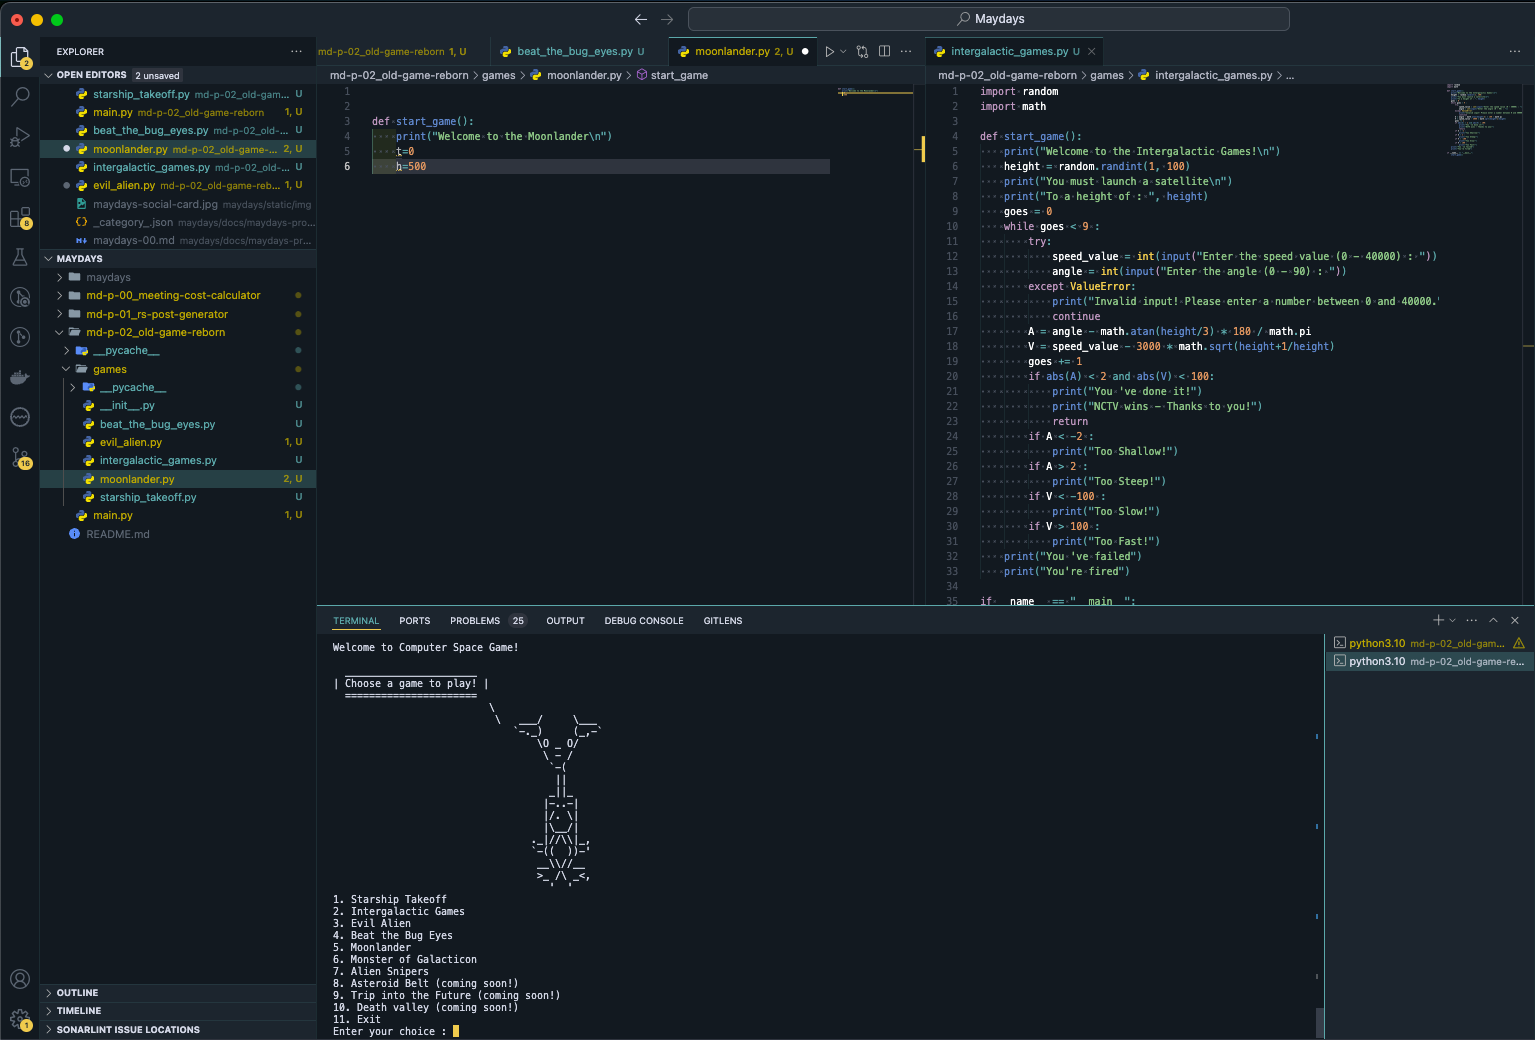 Maydays
EXPLORER
OPEN EDITORS 2 unsaved
starship_takeoff.py md-p-02_old-gam... U
main.py md-p-02_old-game-reborn 1, U
beat_the_bug_eyes.py md-p-02_old-... U
moonlander.py md-p-02_old-game-... 2, U
intergalactic_games.py md-p-02_old-... U
evil_alien.py md-p-02_old-game-reb... 1, U
maydays-social-card.jpg maydays/static/img
_category_.json maydays/docs/maydays-pro...
maydays-00.md maydays/docs/maydays-pr...
MAYDAYS
maydays
md-p-00_meeting-cost-calculator
md-p-01_rs-post-generator
md-p-02_old-game-reborn
__pycache__
games
__pycache__
__init__.py U
beat_the_bug_eyes.py U
evil_alien.py 1, U
intergalactic_games.py U
moonlander.py 2, U
starship_takeoff.py U
main.py 1, U
README.md
OUTLINE
TIMELINE
SONARLINT ISSUE LOCATIONS
2
8
16
1
md-p-02_old-game-reborn 1, U
beat_the_bug_eyes.py U
moonlander.py 2, U
md-p-02_old-game-reborn > games > moonlander.py > start_game
1
2
3 def start_game():
4 print("Welcome to the Moonlander\n")
5 t=0
6 h=500
intergalactic_games.py U
md-p-02_old-game-reborn > games > intergalactic_games.py > ...
1 import random
2 import math
3
4 def start_game():
5 print("Welcome to the Intergalactic Games!\n")
6 height = random.randint(1, 100)
7 print("You must launch a satellite\n")
8 print("To a height of : ", height)
9 goes = 0
10 while goes < 9 :
11 try:
12 speed_value = int(input("Enter the speed value (0 - 40000) : "))
13 angle = int(input("Enter the angle (0 - 90) : "))
14 except ValueError:
15 print("Invalid input! Please enter a number between 0 and 40000.
16 continue
17 A = angle - math.atan(height/3) * 180 / math.pi
18 V = speed_value - 3000 * math.sqrt(height+1/height)
19 goes += 1
20 if abs(A) < 2 and abs(V) < 100:
21 print("You 've done it!")
22 print("NCTV wins - Thanks to you!")
23 return
24 if A < -2 :
25 print("Too Shallow!")
26 if A > 2 :
27 print("Too Steep!")
28 if V < -100 :
29 print("Too Slow!")
30 if V > 100 :
31 print("Too Fast!")
32 print("You 've failed")
33 print("You're fired")
34
35 if __name__ == "__main__":
TERMINAL PORTS PROBLEMS 25 OUTPUT DEBUG CONSOLE GITLENS
python3.10 md-p-02_old-gam...
python3.10 md-p-02_old-game-re...
Welcome to Computer Space Game!
| Choose a game to play! |
1. Starship Takeoff
2. Intergalactic Games
3. Evil Alien
4. Beat the Bug Eyes
5. Moonlander
6. Monster of Galacticon
7. Alien Snipers
8. Asteroid Belt (coming soon!)
9. Trip into the Future (coming soon!)
10. Death valley (coming soon!)
11. Exit
Enter your choice :